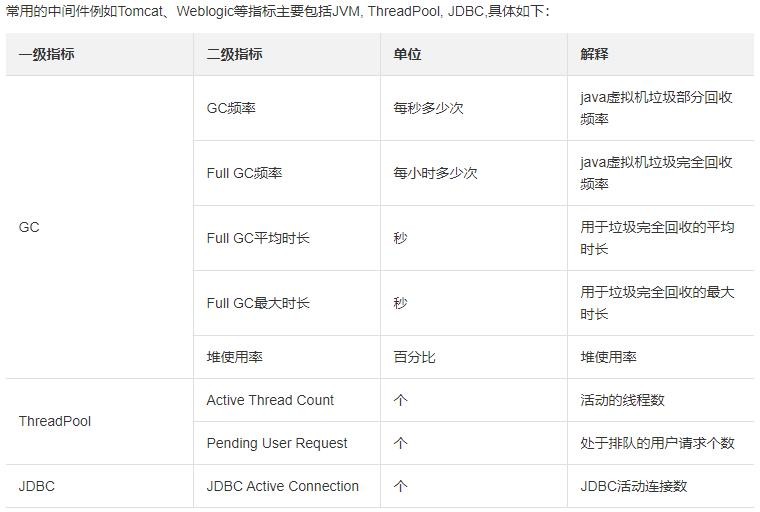 常用的中间件例如Tomcat、Weblogic等指标主要包括JVM, ThreadPool, JDBC,具体如下：
一级指标 二级指标 单位 解释
GC
GC频率 每秒多少次 java虚拟机垃圾部分回收
频率
Full GC频率 每小时多少次 java虚拟机垃圾完全回收
频率
Full GC平均时长 秒 用于垃圾完全回收的平均
时长
Full GC最大时长 秒 用于垃圾完全回收的最大
时长
堆使用率 百分比 堆使用率
ThreadPool
Active Thread Count 个 活动的线程数
Pending User Request 个 处于排队的用户请求个数
JDBC JDBC Active Connection 个 JDBC活动连接数